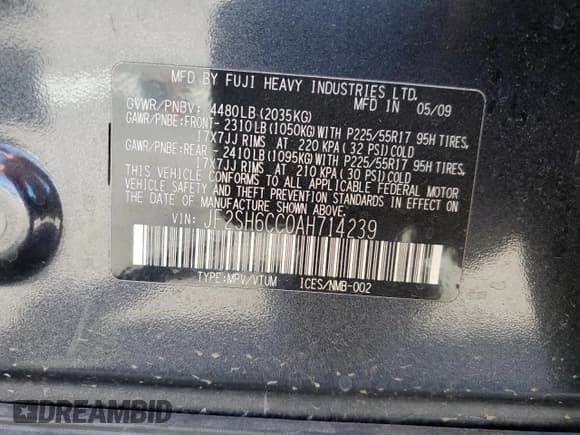 MFD BY FUJI HEAVY INDUSTRIES LTD.
MFD IN 05/09
GVWR/PNBV: 4480LB(2035KG)
GAWR/PNBE:FRONT-2310LB(1050KG)WITH P225/55R17 95H TIRES,
17X7JJ RIMS AT 220 KPA(32 PSI)COLD
GAWR/PNBE:REAR -2410LB(1095KG)WITH P225/55R17 95H TIRES,
17X7JJ RIMS AT 210 KPA(30 PSI)COLD
THIS VEHICLE CONFORMS TO ALL APPLICABLE FEDERAL MOTOR
VEHICLE SAFETY AND THEFT PREVENTION STANDARDS IN EFFECT
ON THE DATE OF MANUFACTURE SHOWN ABOVE.
VIN: JF2SH6CC0AH714239
TYPE:MPV/VTUM ICES/NMB-002
DREAMBID